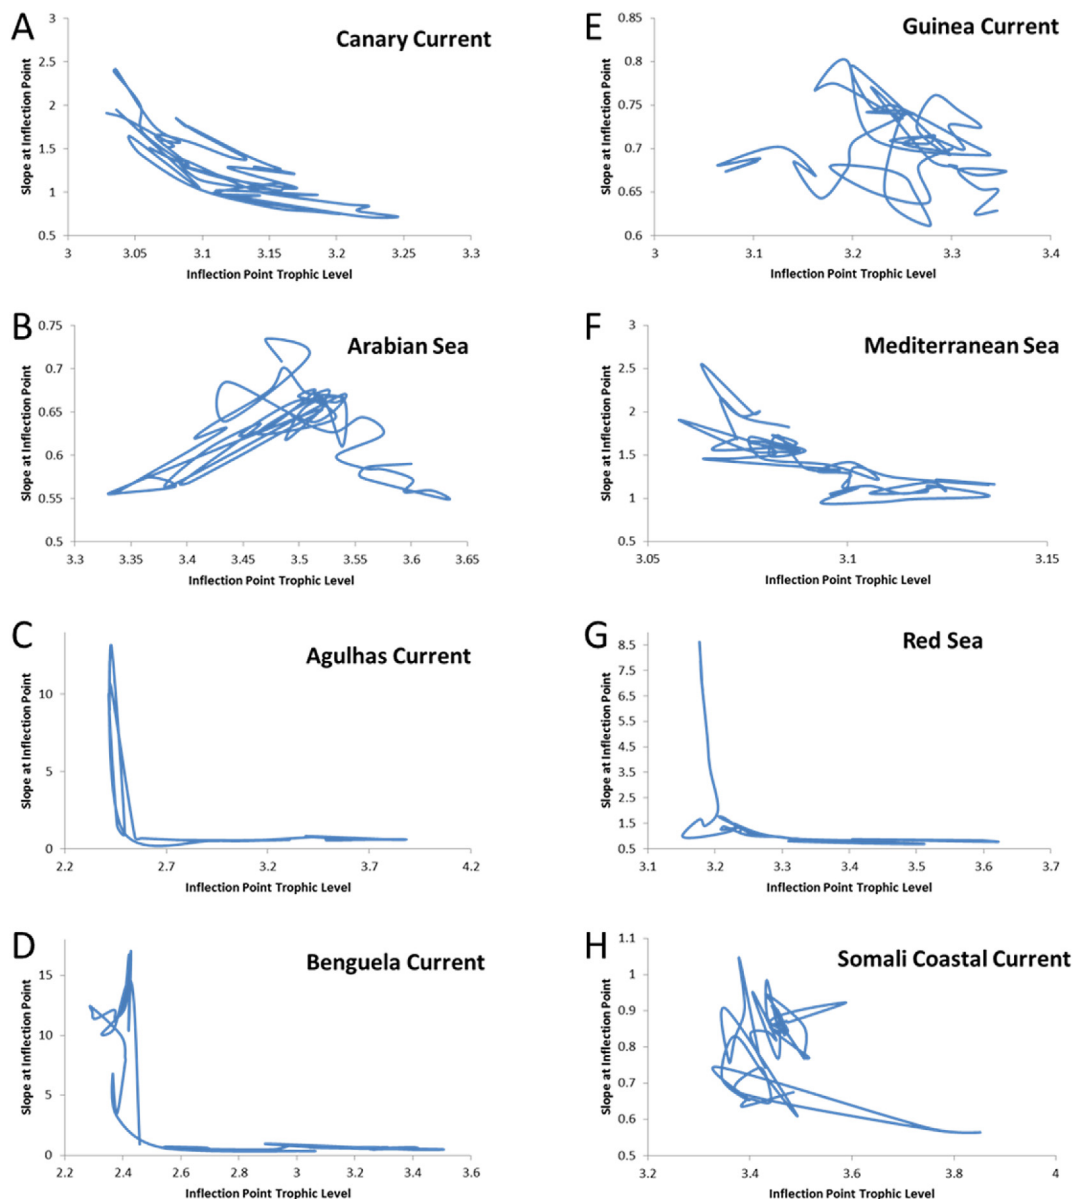 A
Canary Current
Slope at Inflection Point
3
2.5
2
1.5
1
0.5
3 3.05 3.1 3.15 3.2 3.25 3.3
Inflection Point Trophic Level
E
Guinea Current
Slope at Inflection Point
0.85
0.8
0.75
0.7
0.65
0.6
3 3.1 3.2 3.3 3.4
Inflection Point Trophic Level
B
Arabian Sea
Slope at Inflection Point
0.75
0.7
0.65
0.6
0.55
0.5
3.3 3.35 3.4 3.45 3.5 3.55 3.6 3.65
Inflection Point Trophic Level
F
Mediterranean Sea
Slope at Inflection Point
3
2.5
2
1.5
1
0.5
3.05 3.1 3.15
Inflection Point Trophic Level
C
Agulhas Current
Slope at Inflection Point
10
5
0
2.2 2.7 3.2 3.7 4.2
Inflection Point Trophic Level
G
Red Sea
Slope at Inflection Point
8.5
7.5
6.5
5.5
4.5
3.5
2.5
1.5
0.5
3.1 3.2 3.3 3.4 3.5 3.6 3.7
Inflection Point Trophic Level
D
Benguela Current
Slope at Inflection Point
15
10
5
0
2.2 2.4 2.6 2.8 3 3.2 3.4 3.6
Inflection Point Trophic Level
H
Somali Coastal Current
Slope at Inflection Point
1.1
1
0.9
0.8
0.7
0.6
0.5
3.2 3.4 3.6 3.8 4
Inflection Point Trophic Level